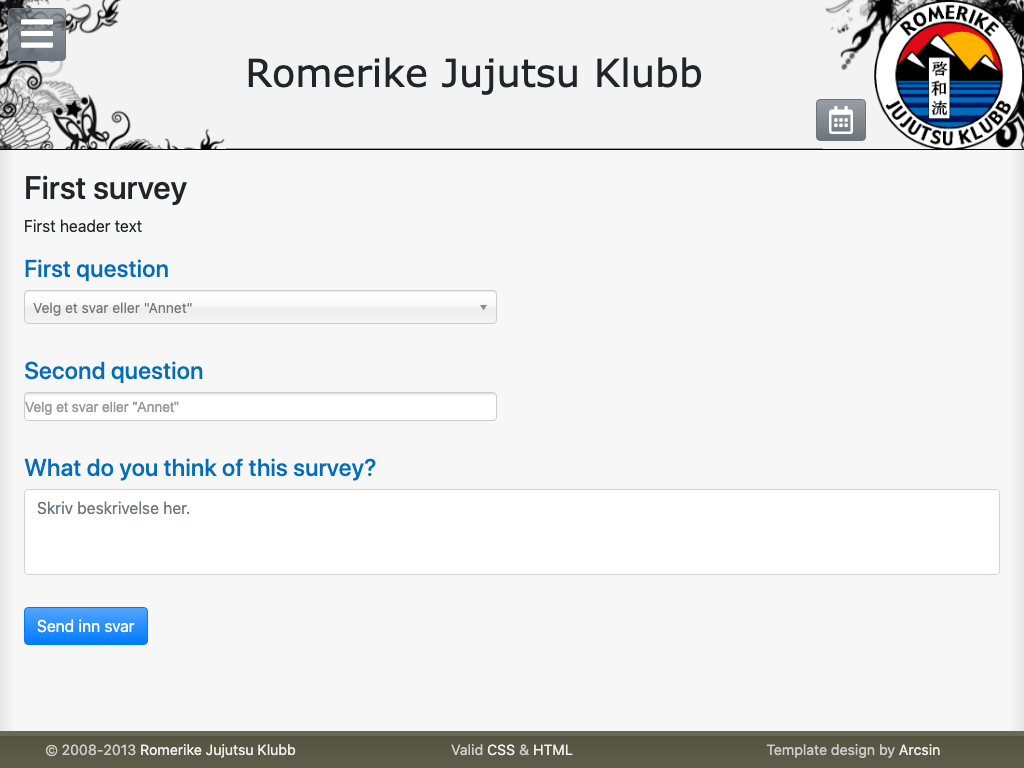 Romerike Jujutsu Klubb
ROMERIKE
啓和流
JUJUTSU KLUBB
First survey
First header text
First question
Velg et svar eller "Annet"
Second question
Velg et svar eller "Annet"
What do you think of this survey?
Skriv beskrivelse her.
Send inn svar
© 2008-2013 Romerike Jujutsu Klubb
Valid CSS & HTML
Template design by Arcsin